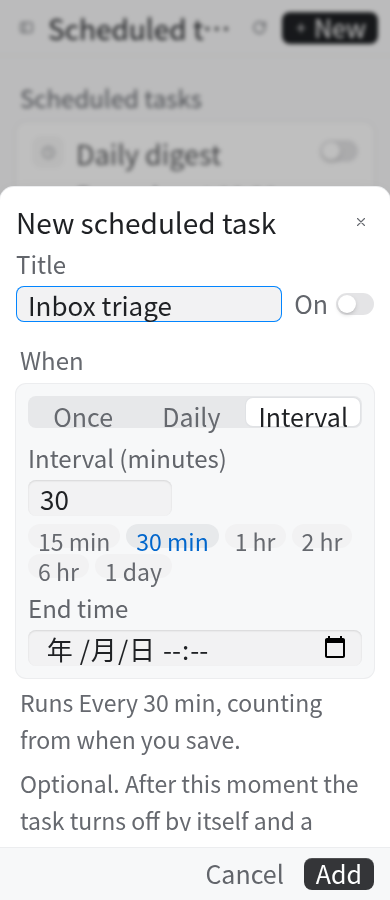 Scheduled t…
+ New
Scheduled tasks
Daily digest
New scheduled task
×
Title
Inbox triage
On
When
Once Daily Interval
Interval (minutes)
30
15 min 30 min 1 hr 2 hr
6 hr 1 day
End time
年 /月/日 --:--
Runs Every 30 min, counting
from when you save.
Optional. After this moment the
task turns off by itself and a
Cancel Add